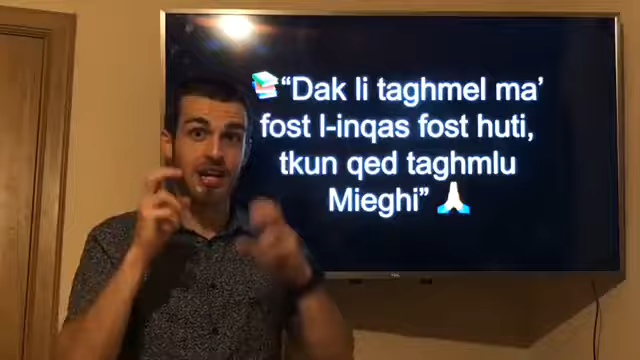 📚“Dak li taghmel ma’
fost l-inqas fost huti,
tkun qed taghmlu
Mieghi” 🙏